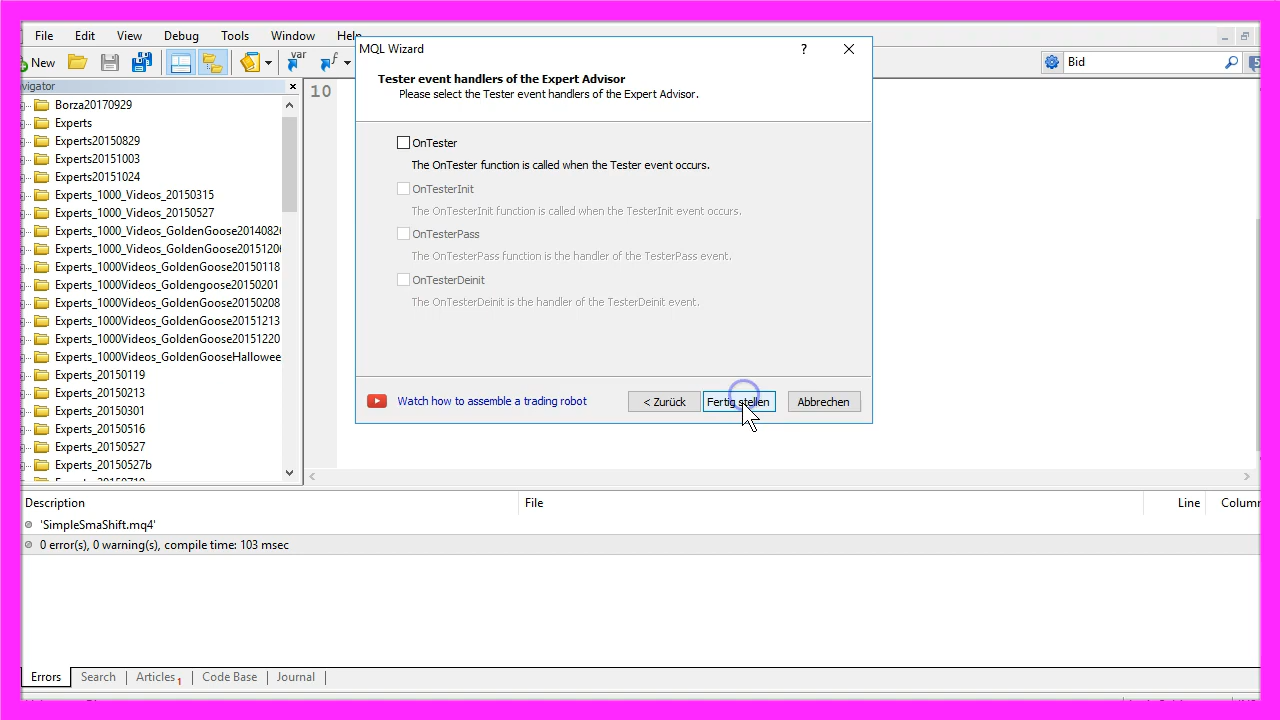 File Edit View Debug Tools Window Help
MQL Wizard ?
New var Bid 5
Tester event handlers of the Expert Advisor
Please select the Tester event handlers of the Expert Advisor.
vigator
10
Borza20170929
Experts
Experts20150829
Experts20151003
Experts20151024
Experts_1000_Videos_20150315
Experts_1000_Videos_20150527
Experts_1000_Videos_GoldenGoose2014082
Experts_1000_Videos_GoldenGoose2015120
Experts_1000Videos_GoldenGoose20150118
Experts_1000Videos_Goldengoose20150201
Experts_1000Videos_GoldenGoose20150208
Experts_1000Videos_GoldenGoose20151213
Experts_1000Videos_GoldenGoose20151220
Experts_1000Videos_GoldenGooseHallowee
Experts_20150119
Experts_20150213
Experts_20150301
Experts_20150516
Experts_20150527
Experts_20150527b
OnTester
The OnTester function is called when the Tester event occurs.
OnTesterInit
The OnTesterInit function is called when the TesterInit event occurs.
OnTesterPass
The OnTesterPass function is the handler of the TesterPass event.
OnTesterDeinit
The OnTesterDeinit is the handler of the TesterDeinit event.
Watch how to assemble a trading robot < Zurück Fertig stellen Abbrechen
Description File Line Colum
'SimpleSmaShift.mq4'
0 error(s), 0 warning(s), compile time: 103 msec
Errors Search Articles 1 Code Base Journal